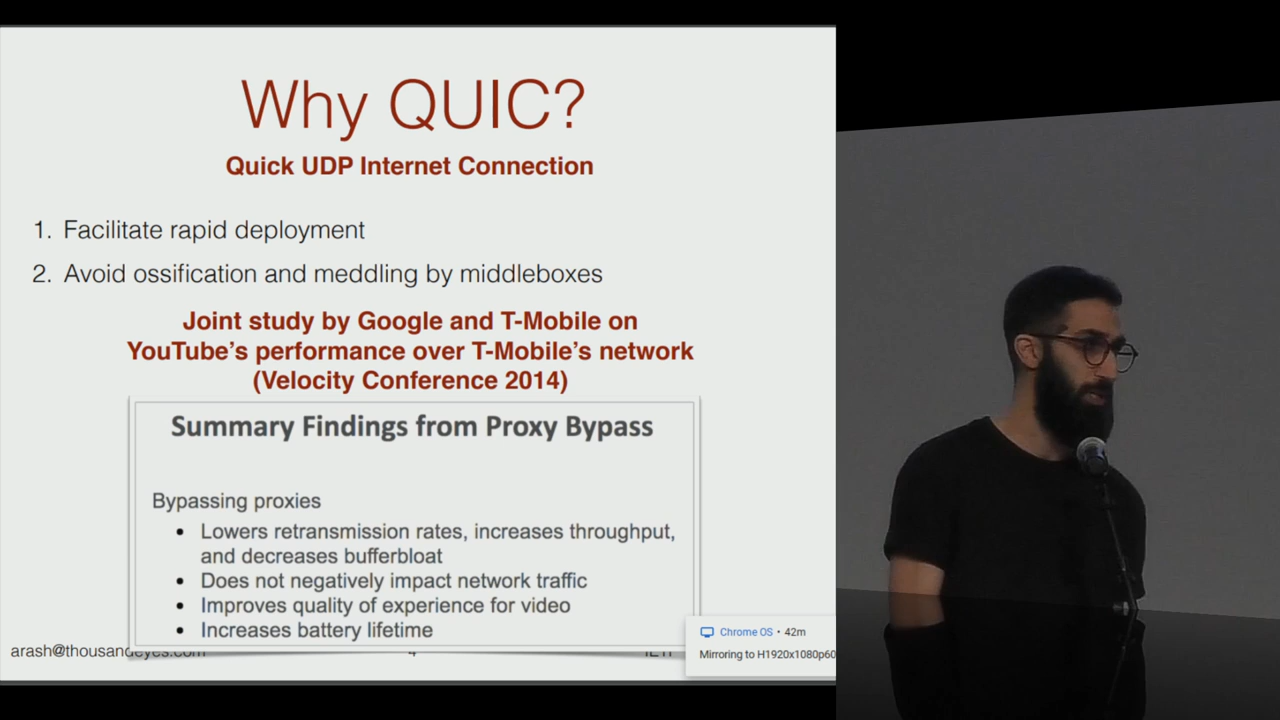 Why QUIC?
Quick UDP Internet Connection
1. Facilitate rapid deployment
2. Avoid ossification and meddling by middleboxes
Joint study by Google and T-Mobile on
YouTube's performance over T-Mobile's network
(Velocity Conference 2014)
Summary Findings from Proxy Bypass
Bypassing proxies
• Lowers retransmission rates, increases throughput,
and decreases bufferbloat
• Does not negatively impact network traffic
• Improves quality of experience for video
• Increases battery lifetime
arash@thousandeyes.com
Chrome OS • 42m
Mirroring to H1920x1080p60